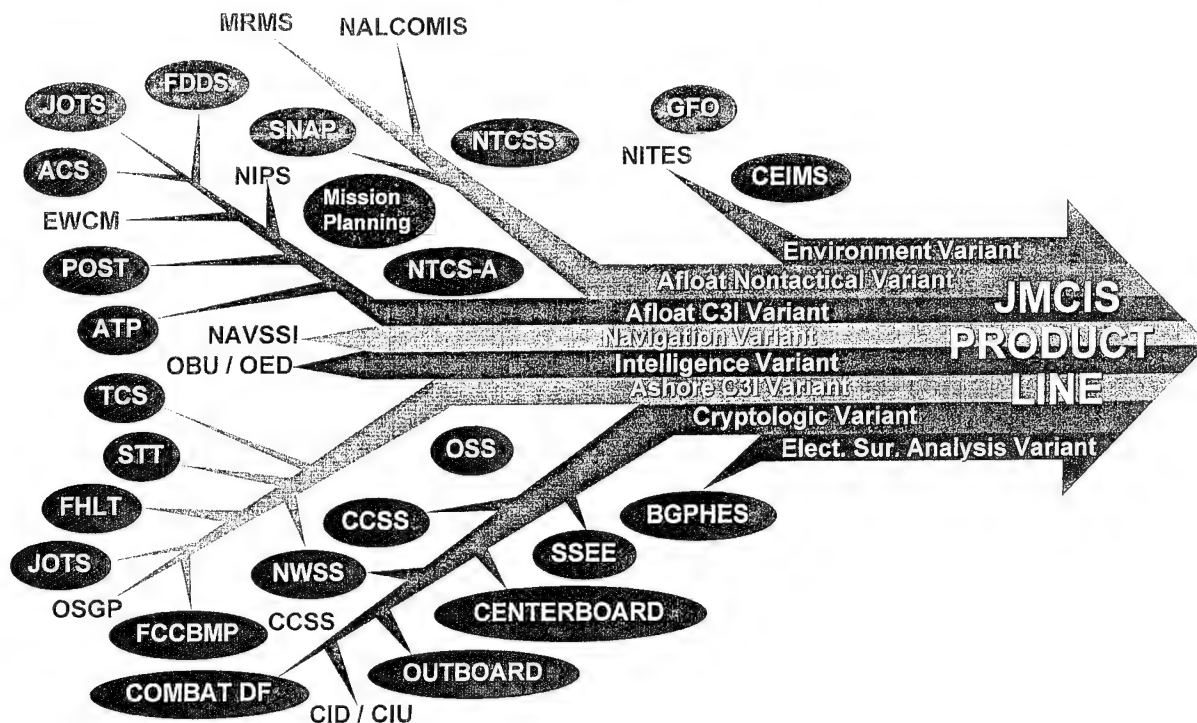 MRMS
NALCOMIS
FDDS
JOTS
GFO
SNAP
NTCSS
NITES
ACS
NIPS
CEIMS
Mission
Planning
EWCM
Environment Variant
POST
NTCS-A
Afloat Nontactical Variant
JMCIS
Afloat C3I Variant
ATP
NAVSSI
Navigation Variant
PRODUCT
OBU / OED
Intelligence Variant
TCS
Ashore C3I Variant
LINE
Cryptologic Variant
STT
OSS
Elect. Sur. Analysis Variant
FHLT
CCSS
BGPHES
JOTS
NWSS
SSEE
OSGP
CCSS
CENTERBOARD
FCCBMP
OUTBOARD
COMBAT DF
CID / CIU